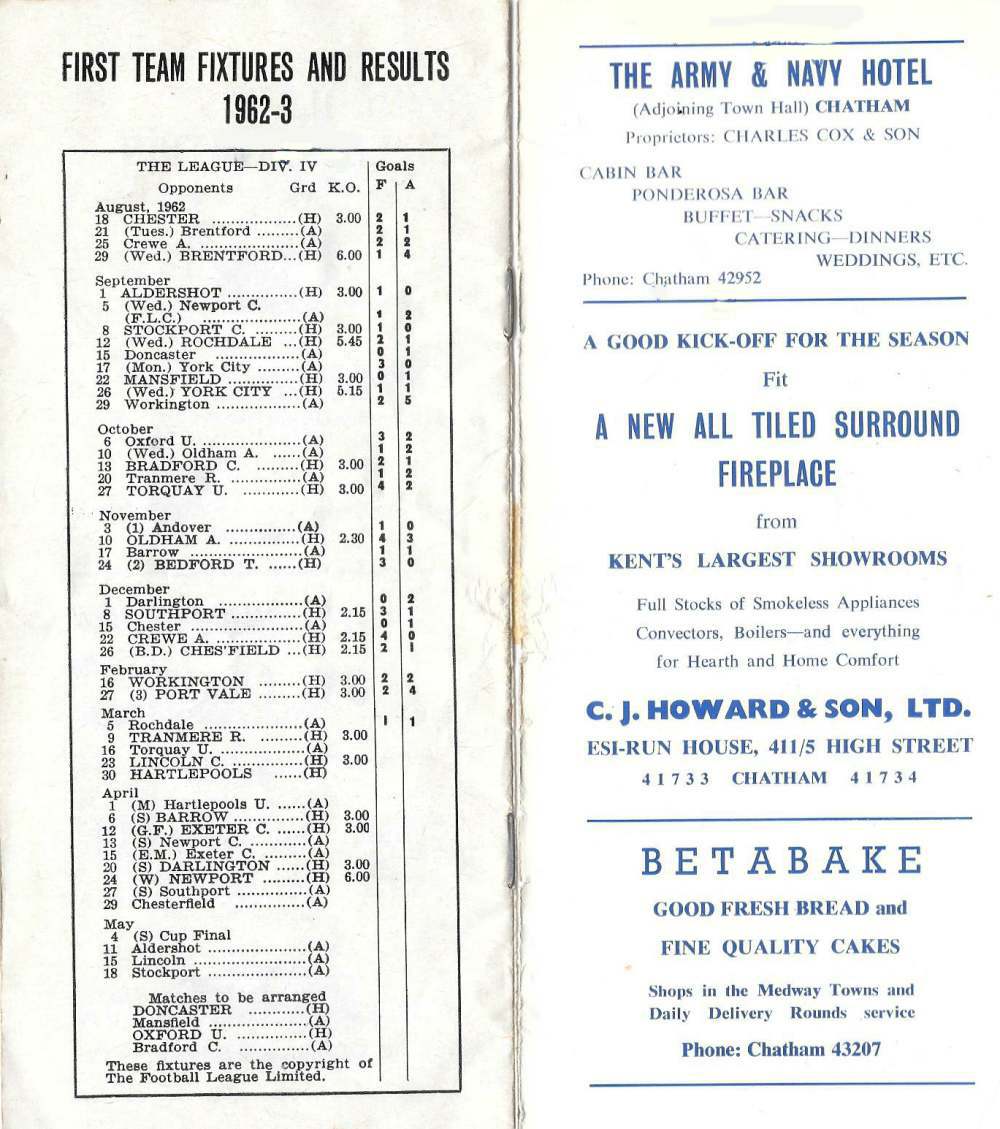 FIRST TEAM FIXTURES AND RESULTS
1962-3
THE LEAGUE—DIV. IV Goals
Opponents Grd K.O. F A
August, 1962
18 CHESTER ..................(H) 3.00 2 1
21 (Tues.) Brentford .........(A) 2 1
25 Crewe A. .....................(A) 2 2
29 (Wed.) BRENTFORD...(H) 6.00 1 4
September
1 ALDERSHOT ...............(H) 3.00 1 0
5 (Wed.) Newport C.
(F.L.C.) .....................(A) 1 2
8 STOCKPORT C. .........(H) 3.00 1 0
12 (Wed.) ROCHDALE ...(H) 5.45 2 1
15 Doncaster ..................(A) 0 1
17 (Mon.) York City .........(A) 3 0
22 MANSFIELD ...............(H) 3.00 0 1
26 (Wed.) YORK CITY ...(H) 5.15 1 1
29 Workington ..................(A) 2 5
October
6 Oxford U. .....................(A) 3 2
10 (Wed.) Oldham A. ......(A) 1 2
13 BRADFORD C. .........(H) 3.00 2 1
20 Tranmere R. ...............(A) 1 2
27 TORQUAY U. ............(H) 3.00 4 2
November
3 (1) Andover ...............(A) 1 0
10 OLDHAM A. ...............(H) 2.30 4 3
17 Barrow ........................(A) 1 1
24 (2) BEDFORD T. ......(H) 3 0
December
1 Darlington ..................(A) 0 2
8 SOUTHPORT ...............(H) 2.15 3 1
15 Chester ........................(A) 0 1
22 CREWE A. ..................(H) 2.15 4 0
26 (B.D.) CHES'FIELD ...(H) 2.15 2 1
February
16 WORKINGTON .........(H) 3.00 2 2
27 (3) PORT VALE .........(H) 3.00 2 4
March
5 Rochdale .....................(A) 1 1
9 TRANMERE R. .........(H) 3.00
16 Torquay U. ..................(A)
23 LINCOLN C. ...............(H) 3.00
30 HARTLEPOOLS ......(H)
April
1 (M) Hartlepools U. ......(A)
6 (S) BARROW ...............(H) 3.00
12 (G.F.) EXETER C. ......(H) 3.00
13 (S) Newport C. ............(A)
15 (E.M.) Exeter C. .........(A)
20 (S) DARLINGTON ......(H) 3.00
24 (W) NEWPORT .........(H) 6.00
27 (S) Southport ...............(A)
29 Chesterfield ...............(A)
May
4 (S) Cup Final
11 Aldershot .....................(A)
15 Lincoln ........................(A)
18 Stockport .....................(A)
Matches to be arranged
DONCASTER ............(H)
Mansfield .....................(A)
OXFORD U. ...............(H)
Bradford C. ...............(A)
These fixtures are the copyright of
The Football League Limited.
THE ARMY & NAVY HOTEL
(Adjoining Town Hall) CHATHAM
Proprietors: CHARLES COX & SON
CABIN BAR
PONDEROSA BAR
BUFFET—SNACKS
CATERING—DINNERS
WEDDINGS, ETC.
Phone: Chatham 42952
A GOOD KICK-OFF FOR THE SEASON
Fit
A NEW ALL TILED SURROUND
FIREPLACE
from
KENT'S LARGEST SHOWROOMS
Full Stocks of Smokeless Appliances
Convectors, Boilers—and everything
for Hearth and Home Comfort
C. J. HOWARD & SON, LTD.
ESI-RUN HOUSE, 411/5 HIGH STREET
41733 CHATHAM 41734
BETABAKE
GOOD FRESH BREAD and
FINE QUALITY CAKES
Shops in the Medway Towns and
Daily Delivery Rounds service
Phone: Chatham 43207